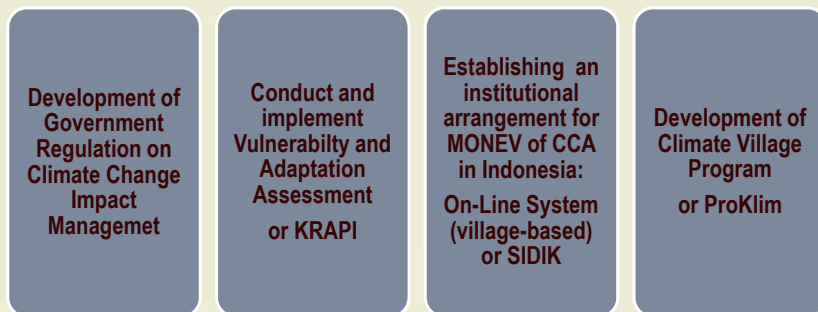 Development of
Government
Regulation on
Climate Change
Impact
Managemet
Conduct and
implement
Vulnerabilty and
Adaptation
Assessment
or KRAPI
Establishing an
institutional
arrangement for
MONEV of CCA
in Indonesia:
On-Line System
(village-based)
or SIDIK
Development of
Climate Village
Program
or ProKlim